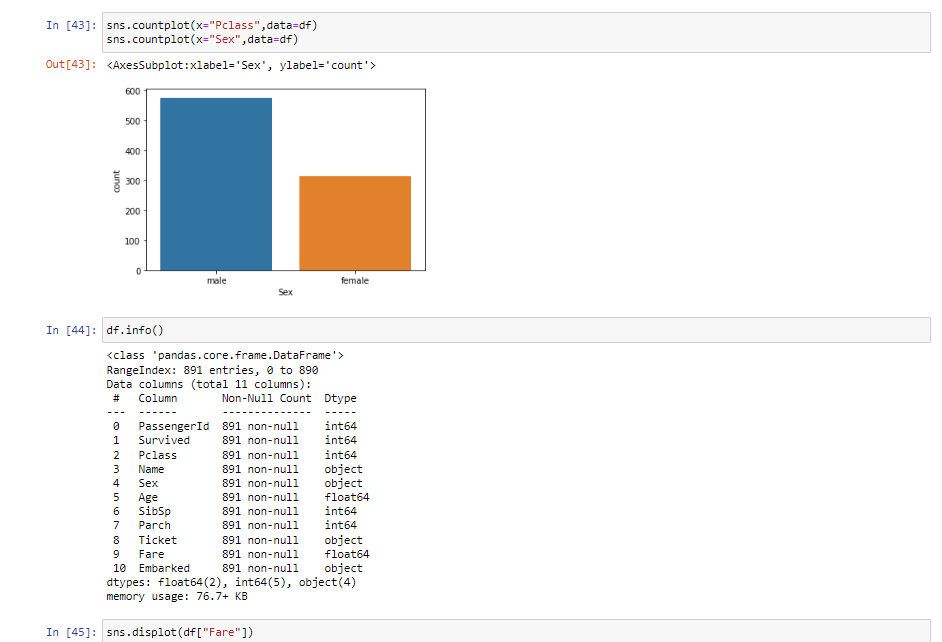 In [43]: sns.countplot(x="Pclass",data=df)
sns.countplot(x="Sex",data=df)
Out[43]: <AxesSubplot:xlabel='Sex', ylabel='count'>
600
500
400
300
200
100
0
count
male female
Sex
In [44]: df.info()
<class 'pandas.core.frame.DataFrame'>
RangeIndex: 891 entries, 0 to 890
Data columns (total 11 columns):
 #   Column       Non-Null Count  Dtype
---  ------       --------------  -----
 0   PassengerId  891 non-null    int64
 1   Survived     891 non-null    int64
 2   Pclass       891 non-null    int64
 3   Name         891 non-null    object
 4   Sex          891 non-null    object
 5   Age          891 non-null    float64
 6   SibSp        891 non-null    int64
 7   Parch        891 non-null    int64
 8   Ticket       891 non-null    object
 9   Fare         891 non-null    float64
 10  Embarked     891 non-null    object
dtypes: float64(2), int64(5), object(4)
memory usage: 76.7+ KB
In [45]: sns.displot(df["Fare"])